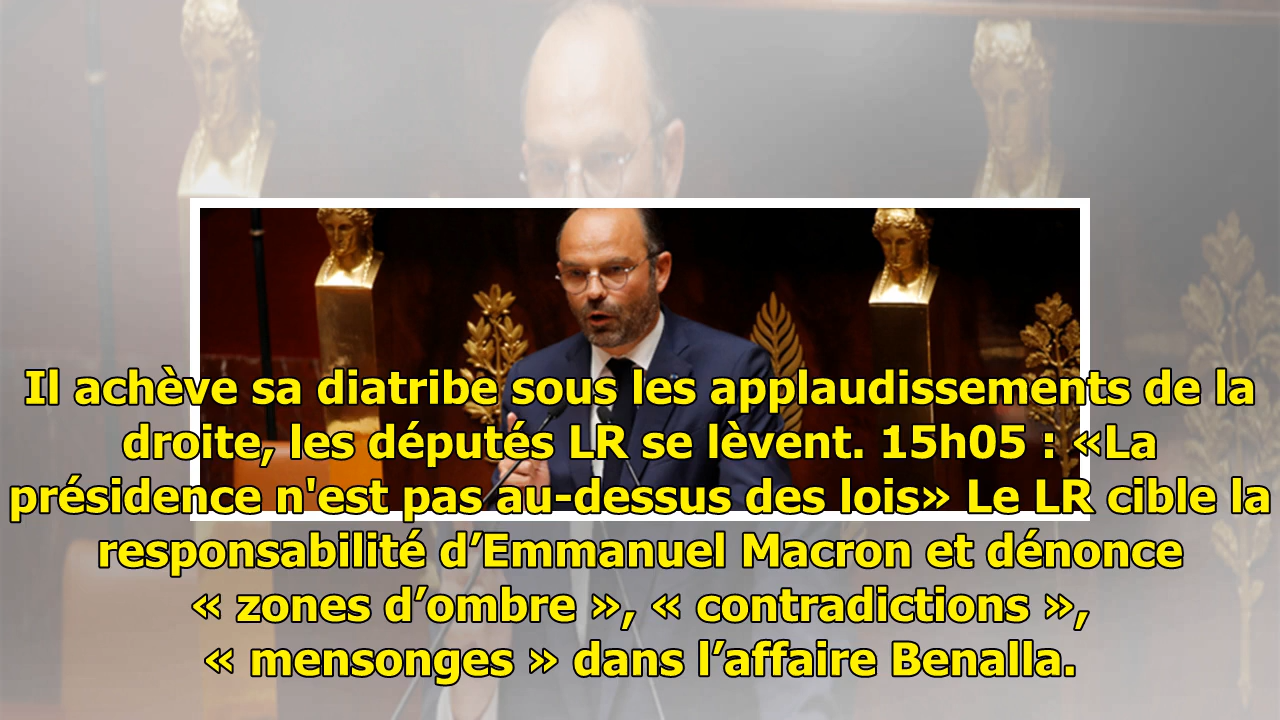 Il achève sa diatribe sous les applaudissements de la
droite, les députés LR se lèvent. 15h05 : «La
présidence n'est pas au-dessus des lois» Le LR cible la
responsabilité d’Emmanuel Macron et dénonce
« zones d’ombre », « contradictions »,
« mensonges » dans l’affaire Benalla.